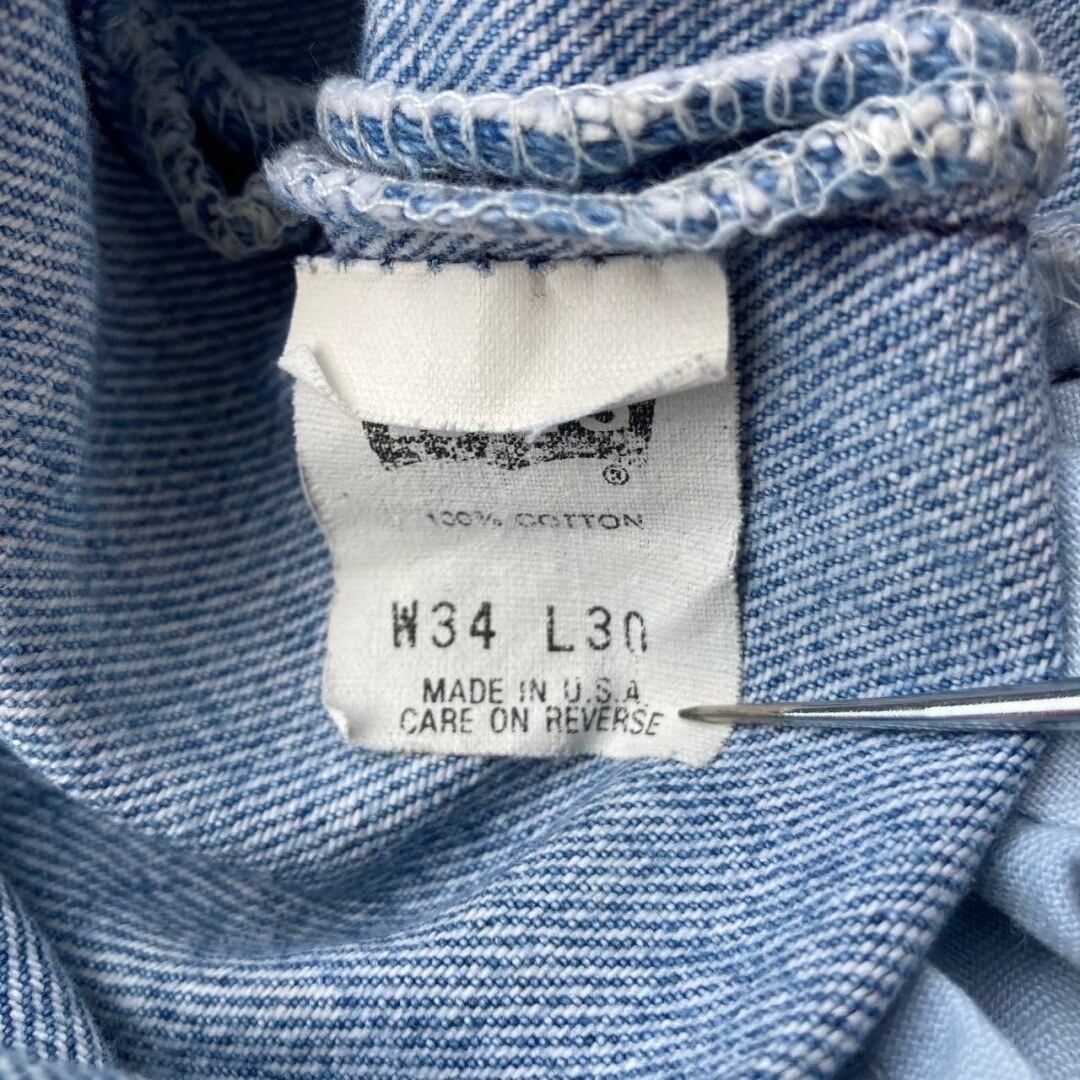 ®
100% COTTON
W34 L30
MADE IN U.S.A.
CARE ON REVERSE